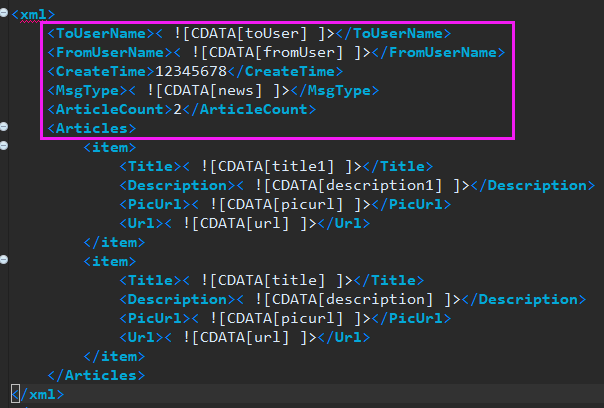 <xml>
<ToUserName>< ![CDATA[toUser] ]></ToUserName>
<FromUserName>< ![CDATA[fromUser] ]></FromUserName>
<CreateTime>12345678</CreateTime>
<MsgType>< ![CDATA[news] ]></MsgType>
<ArticleCount>2</ArticleCount>
<Articles>
<item>
<Title>< ![CDATA[title1] ]></Title>
<Description>< ![CDATA[description1] ]></Description>
<PicUrl>< ![CDATA[picurl] ]></PicUrl>
<Url>< ![CDATA[url] ]></Url>
</item>
<item>
<Title>< ![CDATA[title] ]></Title>
<Description>< ![CDATA[description] ]></Description>
<PicUrl>< ![CDATA[picurl] ]></PicUrl>
<Url>< ![CDATA[url] ]></Url>
</item>
</Articles>
</xml>